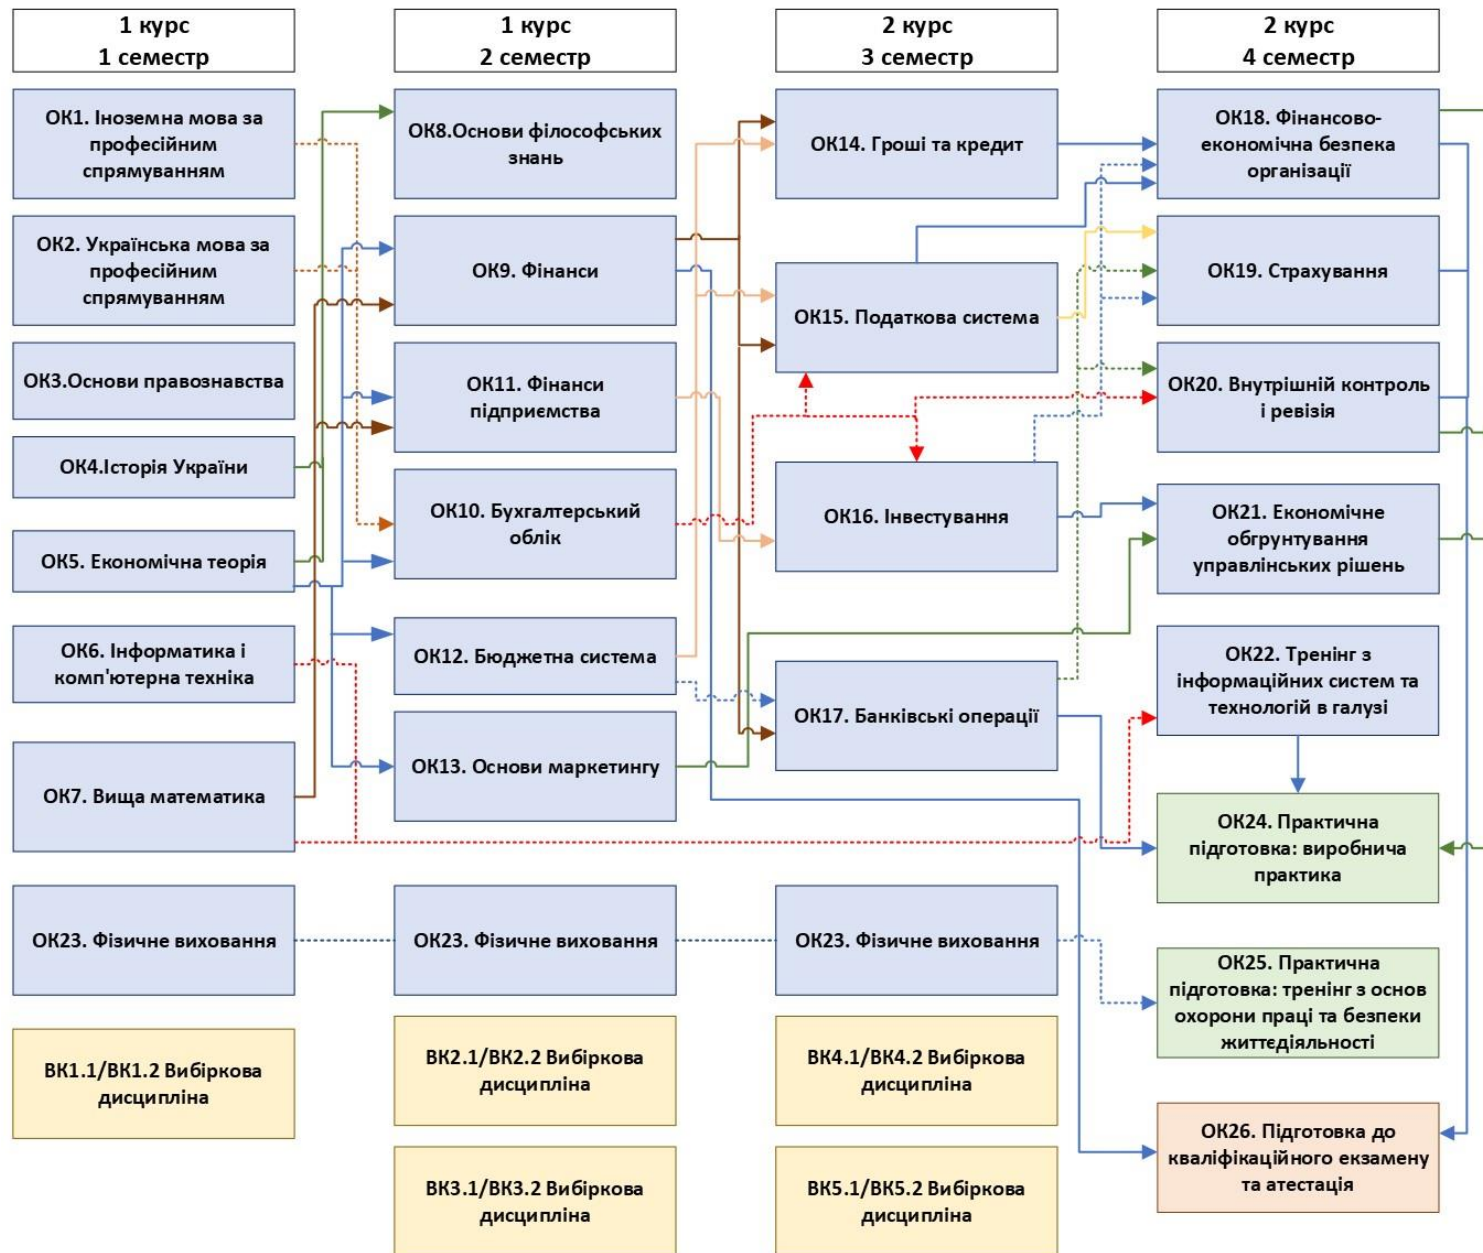 1 курс
1 семестр
ОК1. Іноземна мова за
професійним
спрямуванням
ОК2. Українська мова за
професійним
спрямуванням
ОК3.Основи правознавства
ОК4.Історія України
ОК5. Економічна теорія
ОК6. Інформатика і
комп'ютерна техніка
ОК7. Вища математика
ОК23. Фізичне виховання
ВК1.1/ВК1.2 Вибіркова
дисципліна
1 курс
2 семестр
ОК8.Основи філософських
знань
ОК9. Фінанси
ОК11. Фінанси
підприємства
ОК10. Бухгалтерський
облік
ОК12. Бюджетна система
ОК13. Основи маркетингу
ОК23. Фізичне виховання
ВК2.1/ВК2.2 Вибіркова
дисципліна
ВК3.1/ВК3.2 Вибіркова
дисципліна
2 курс
3 семестр
ОК14. Гроші та кредит
ОК15. Податкова система
ОК16. Інвестування
ОК17. Банківські операції
ОК23. Фізичне виховання
ВК4.1/ВК4.2 Вибіркова
дисципліна
ВК5.1/ВК5.2 Вибіркова
дисципліна
2 курс
4 семестр
ОК18. Фінансово-
економічна безпека
організації
ОК19. Страхування
ОК20. Внутрішній контроль
і ревізія
ОК21. Економічне
обгрунтування
управлінських рішень
ОК22. Тренінг з
інформаційних систем та
технологій в галузі
ОК24. Практична
підготовка: виробнича
практика
ОК25. Практична
підготовка: тренінг з основ
охорони праці та безпеки
життєдіяльності
ОК26. Підготовка до
кваліфікаційного екзамену
та атестація